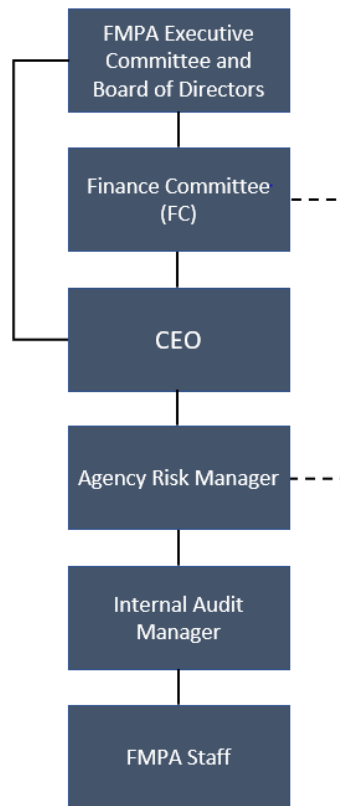 FMPA Executive
Committee and
Board of Directors
Finance Committee
(FC)
CEO
Agency Risk Manager
Internal Audit
Manager
FMPA Staff